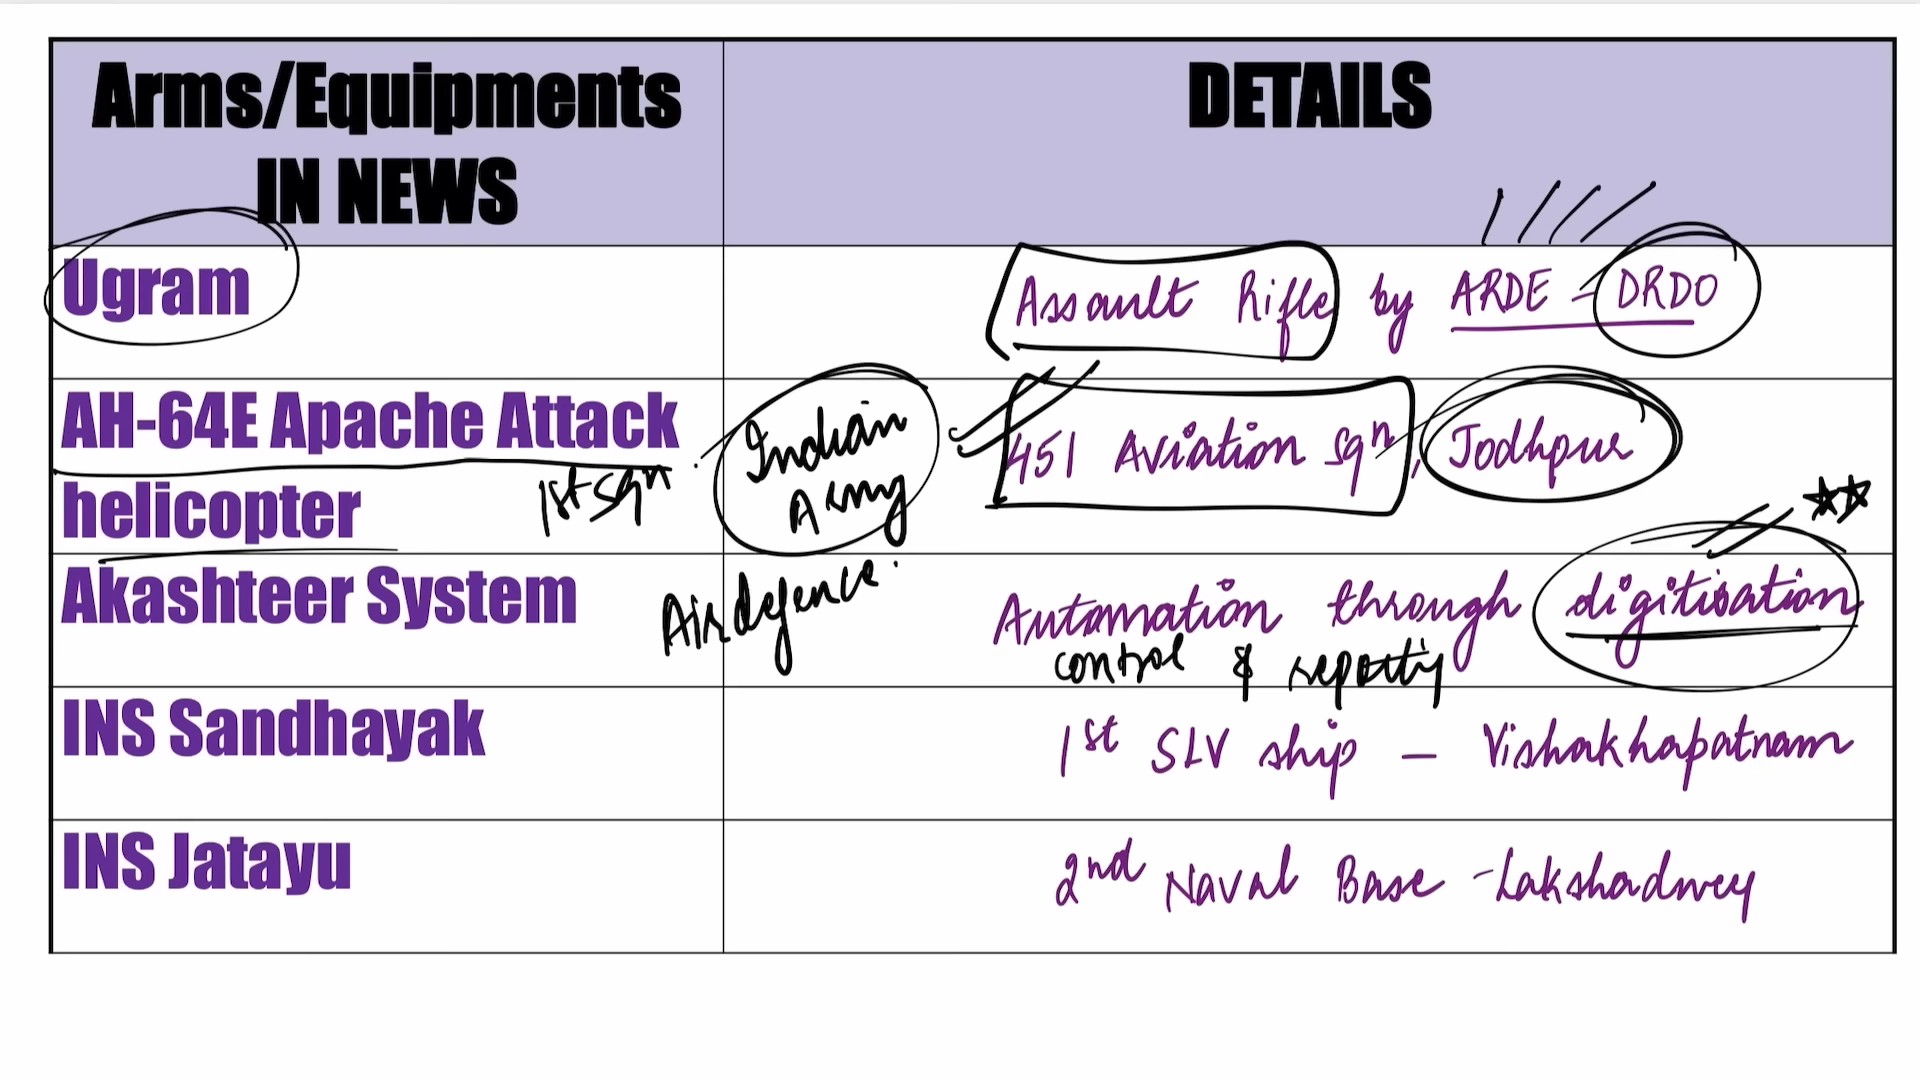 Arms/Equipments
IN NEWS
DETAILS
Ugram
Assault Rifle by ARDE - DRDO
AH-64E Apache Attack
helicopter
1st sqn
Indian
Army
451 Aviation sqn, Jodhpur
Akashteer System
Air defence.
Automation through digitisation
control & reporting
INS Sandhayak
1st SLV ship - Vishakhapatnam
INS Jatayu
2nd Naval Base - Lakshadweep